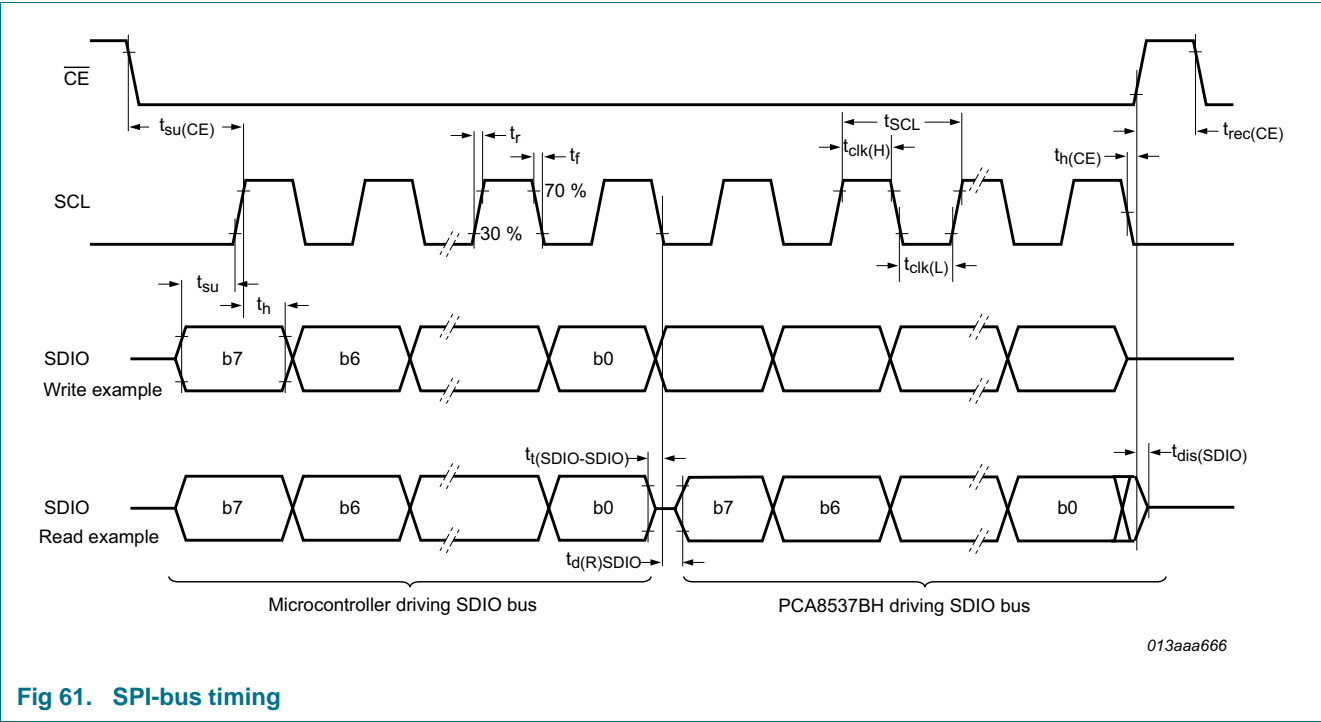 CE
tsu(CE)
tr
tf
tSCL
tclk(H)
th(CE)
trec(CE)
SCL
70 %
30 %
tclk(L)
tsu
th
SDIO
Write example
b7
b6
b0
tt(SDIO-SDIO)
tdis(SDIO)
SDIO
Read example
b7
b6
b0
b7
b6
b0
td(R)SDIO
Microcontroller driving SDIO bus
PCA8537BH driving SDIO bus
013aaa666
Fig 61. SPI-bus timing